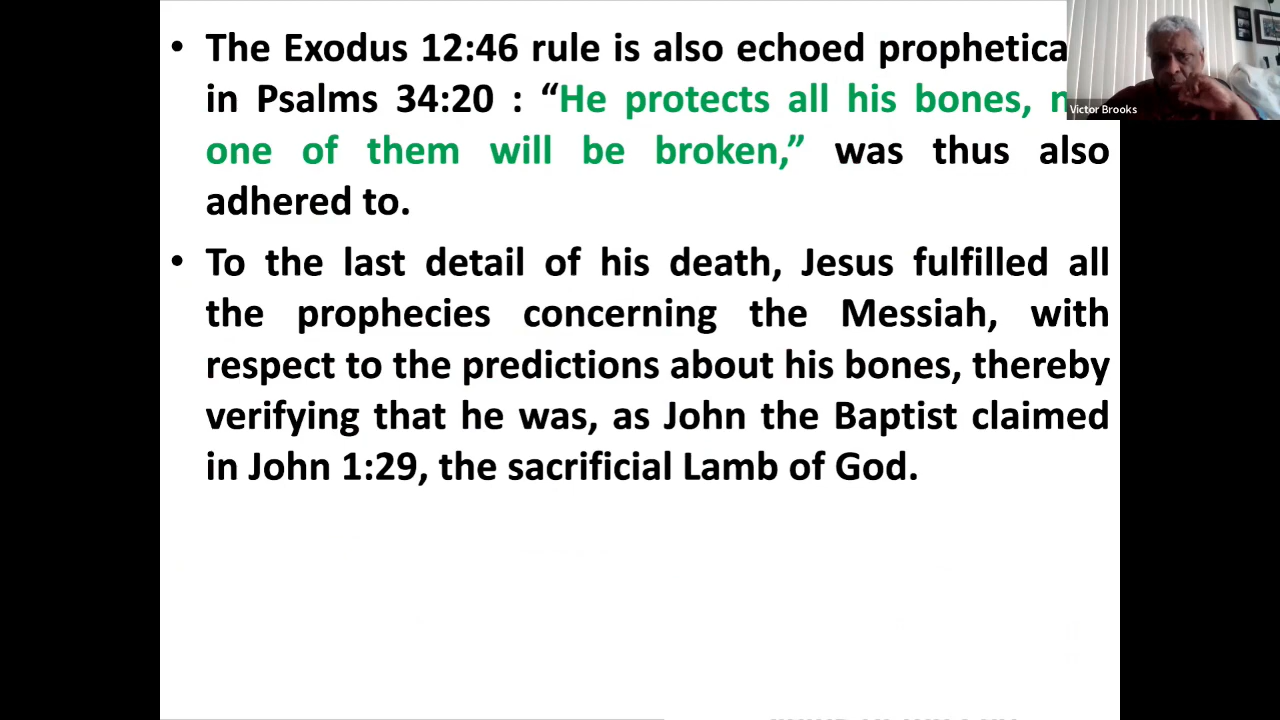 • The Exodus 12:46 rule is also echoed prophetica
in Psalms 34:20 : “He protects all his bones,
one of them will be broken,” was thus also
adhered to.
• To the last detail of his death, Jesus fulfilled all
the prophecies concerning the Messiah, with
respect to the predictions about his bones, thereby
verifying that he was, as John the Baptist claimed
in John 1:29, the sacrificial Lamb of God.
Victor Brooks